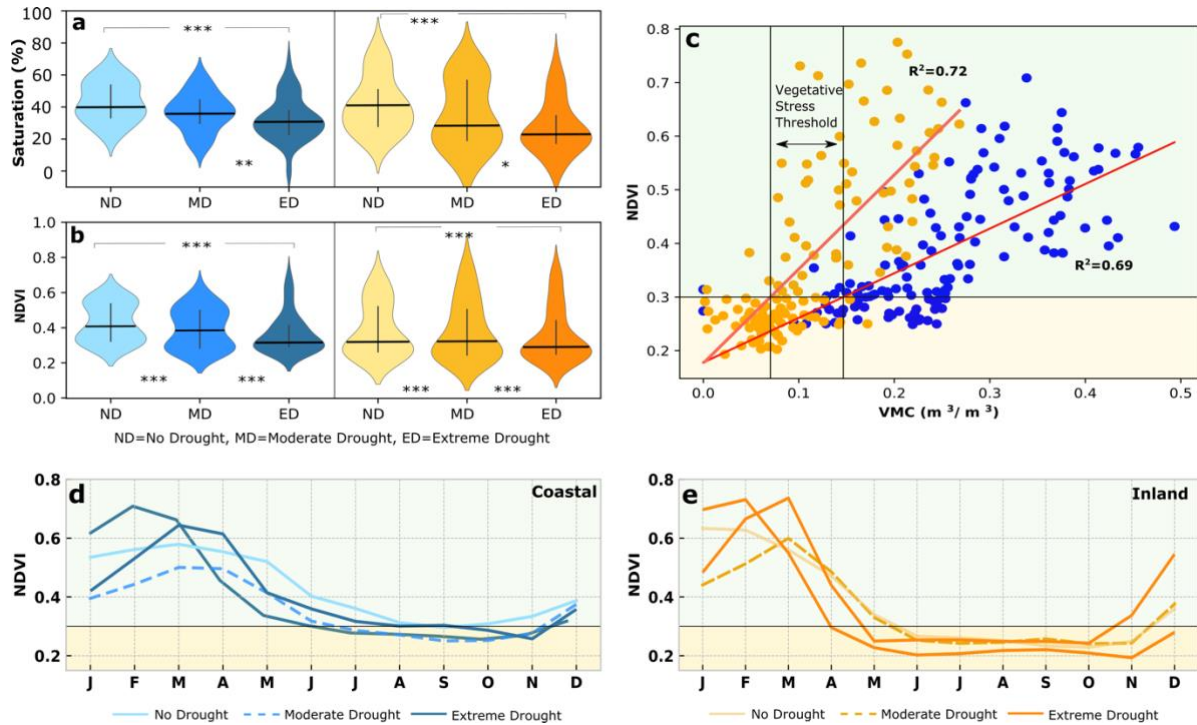 a
Saturation (%)
100
80
60
40
20
0
***
**
***
*
ND
MD
ED
ND
MD
ED
b
NDVI
1.0
0.8
0.6
0.4
0.2
0.0
***
***
***
***
***
***
ND
MD
ED
ND
MD
ED
ND=No Drought, MD=Moderate Drought, ED=Extreme Drought
c
NDVI
0.8
0.7
0.6
0.5
0.4
0.3
0.2
Vegetative
Stress
Threshold
R²=0.72
R²=0.69
0.0
0.1
0.2
0.3
0.4
0.5
VMC (m ³/ m ³)
d
Coastal
NDVI
0.8
0.6
0.4
0.2
J F M A M J J A S O N D
No Drought
Moderate Drought
Extreme Drought
e
Inland
NDVI
0.8
0.6
0.4
0.2
J F M A M J J A S O N D
No Drought
Moderate Drought
Extreme Drought